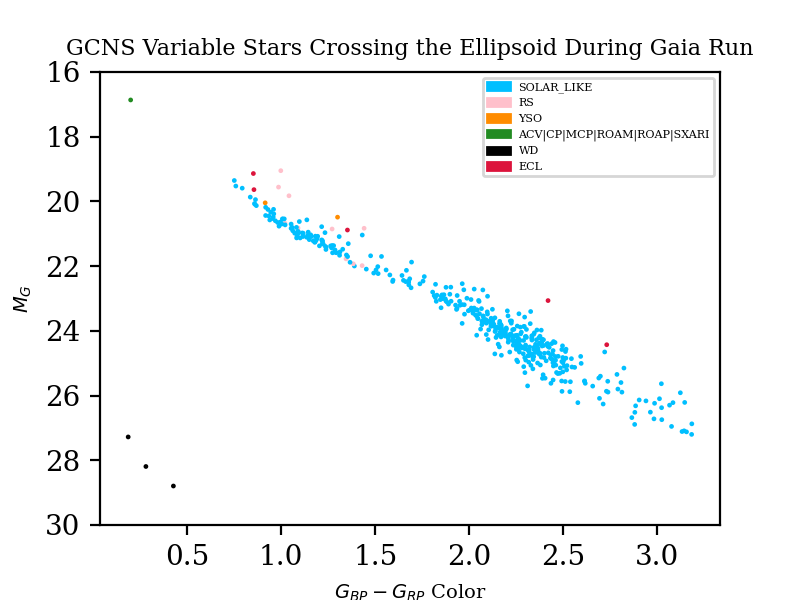 GCNS Variable Stars Crossing the Ellipsoid During Gaia Run
16
18
20
22
24
26
28
30
M_G
SOLAR_LIKE
RS
YSO
ACV|CP|MCP|ROAM|ROAP|SXARI
WD
ECL
0.5 1.0 1.5 2.0 2.5 3.0
G_BP − G_RP Color